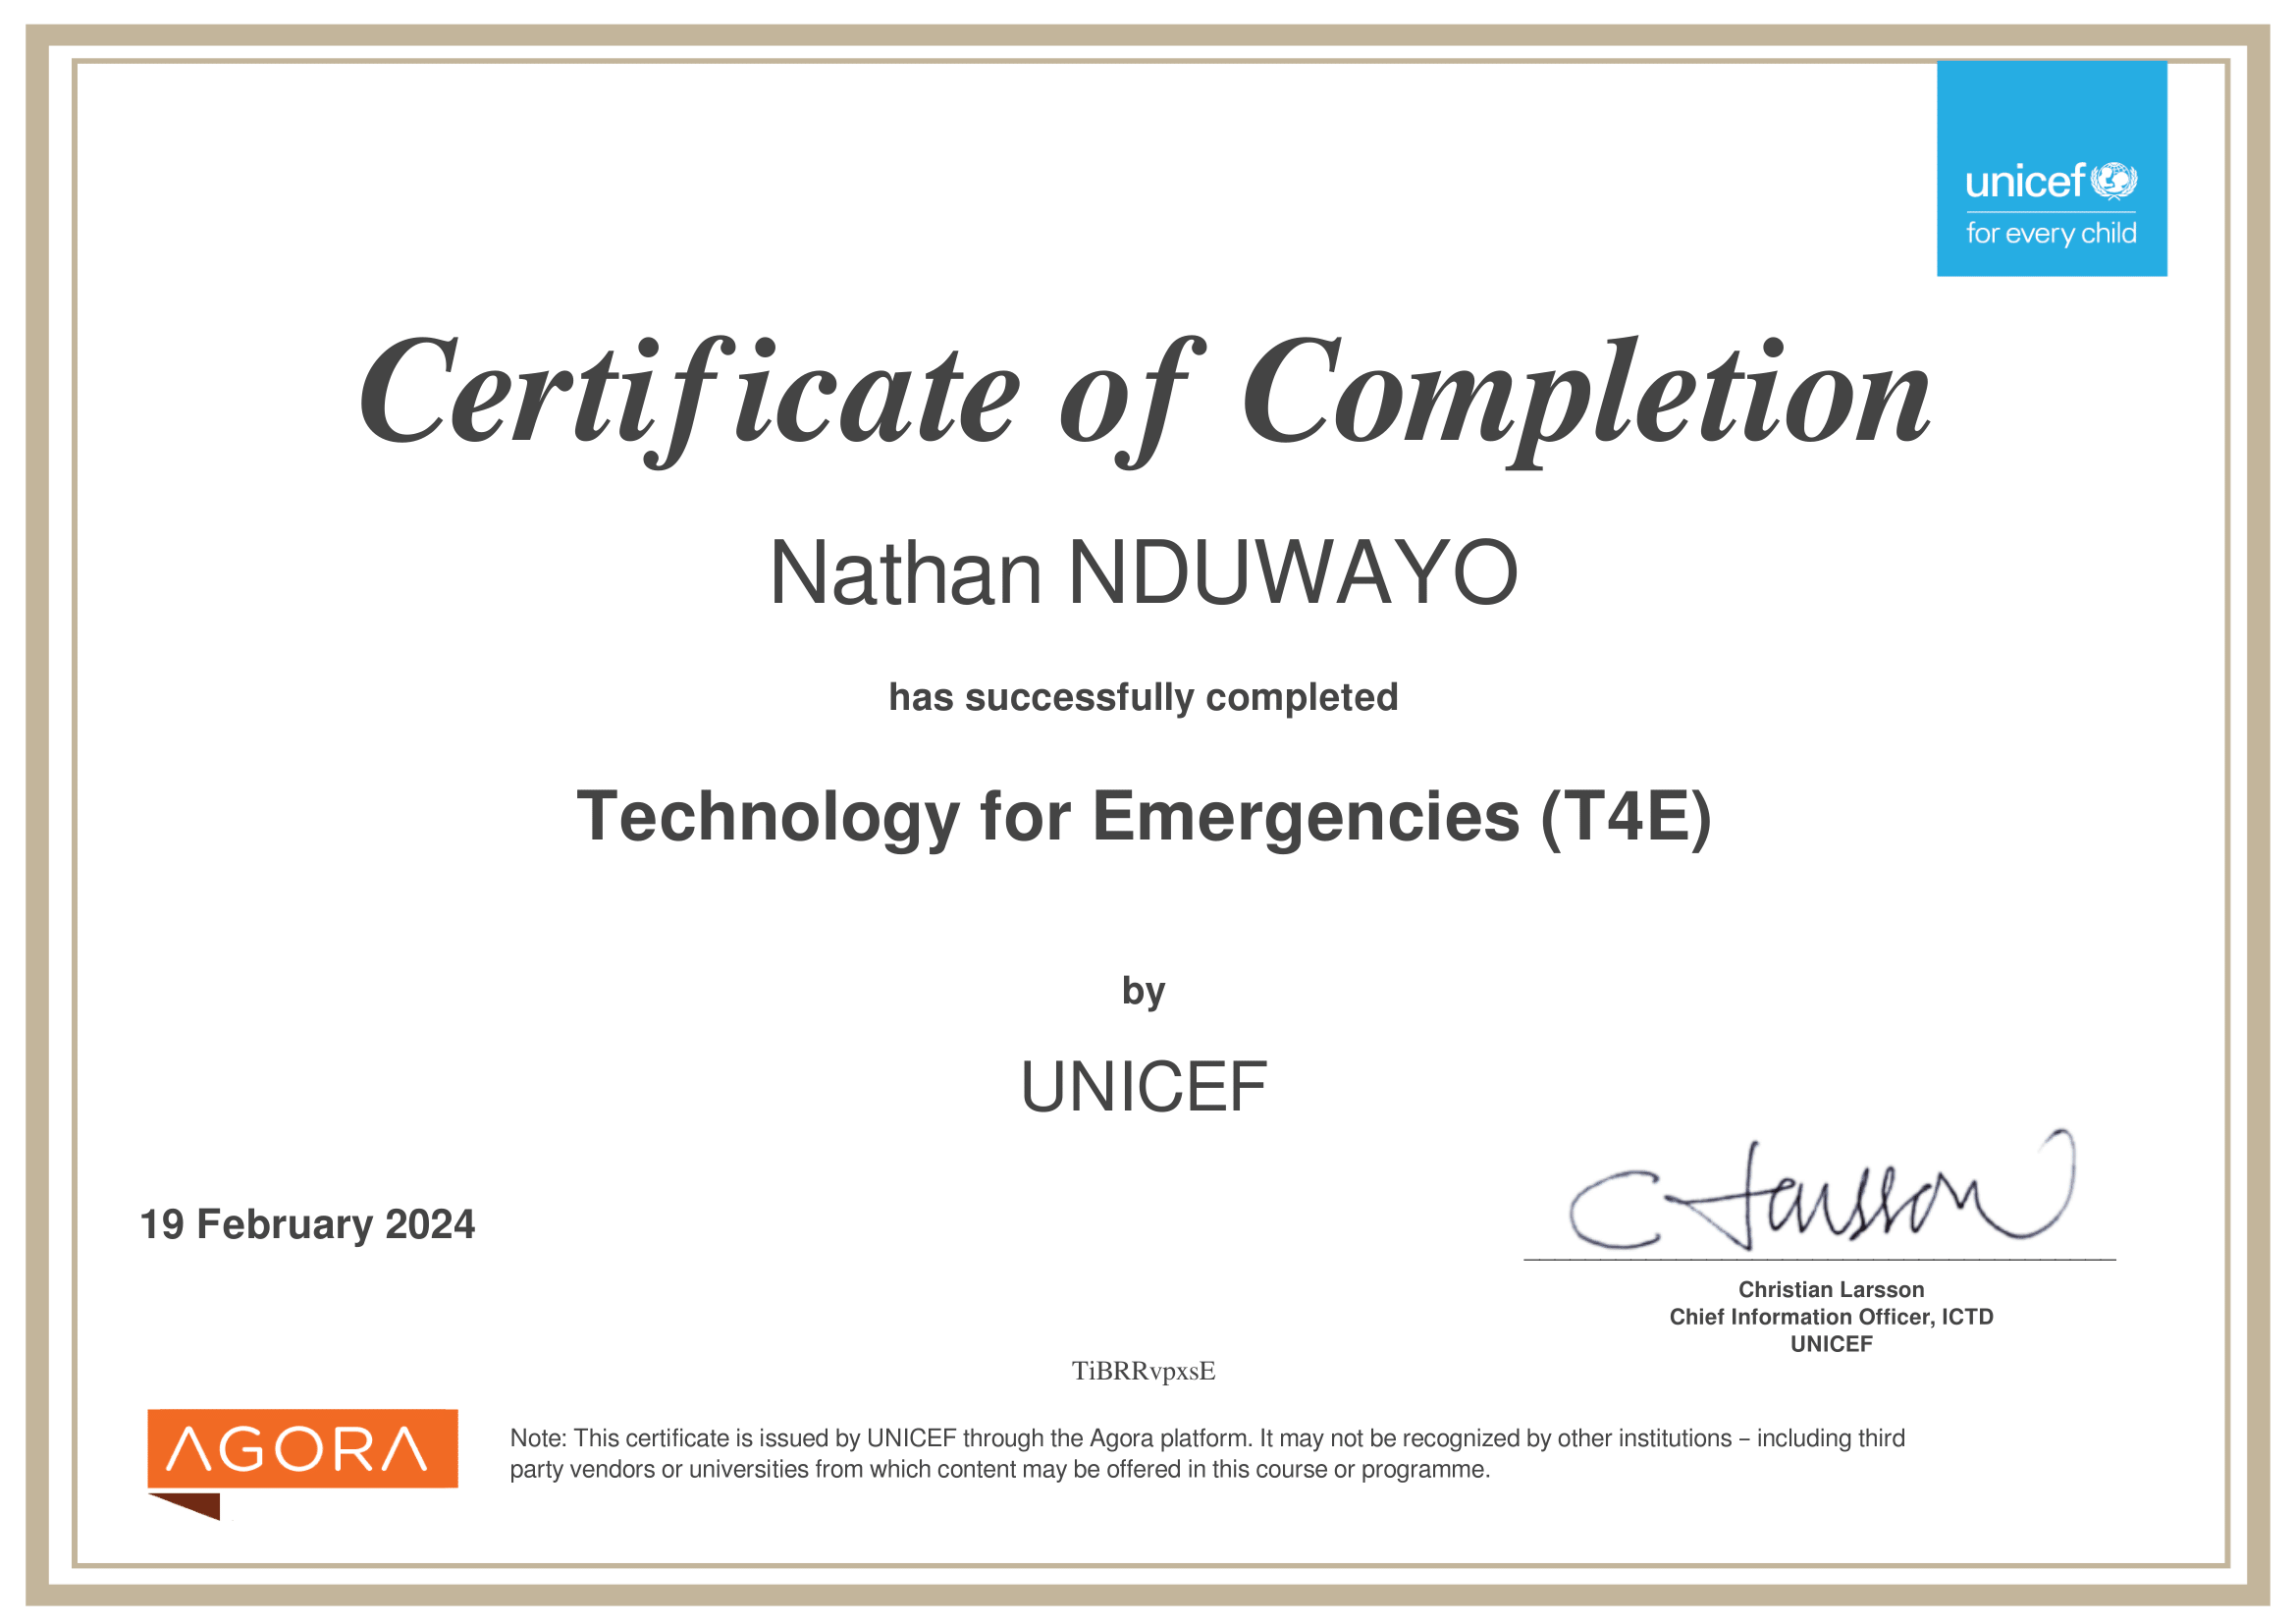 unicef
for every child
Certificate of Completion
Nathan NDUWAYO
has successfully completed
Technology for Emergencies (T4E)
by
UNICEF
19 February 2024
C Larsson
Christian Larsson
Chief Information Officer, ICTD
UNICEF
TiBRRvpxsE
AGORA
Note: This certificate is issued by UNICEF through the Agora platform. It may not be recognized by other institutions – including third
party vendors or universities from which content may be offered in this course or programme.